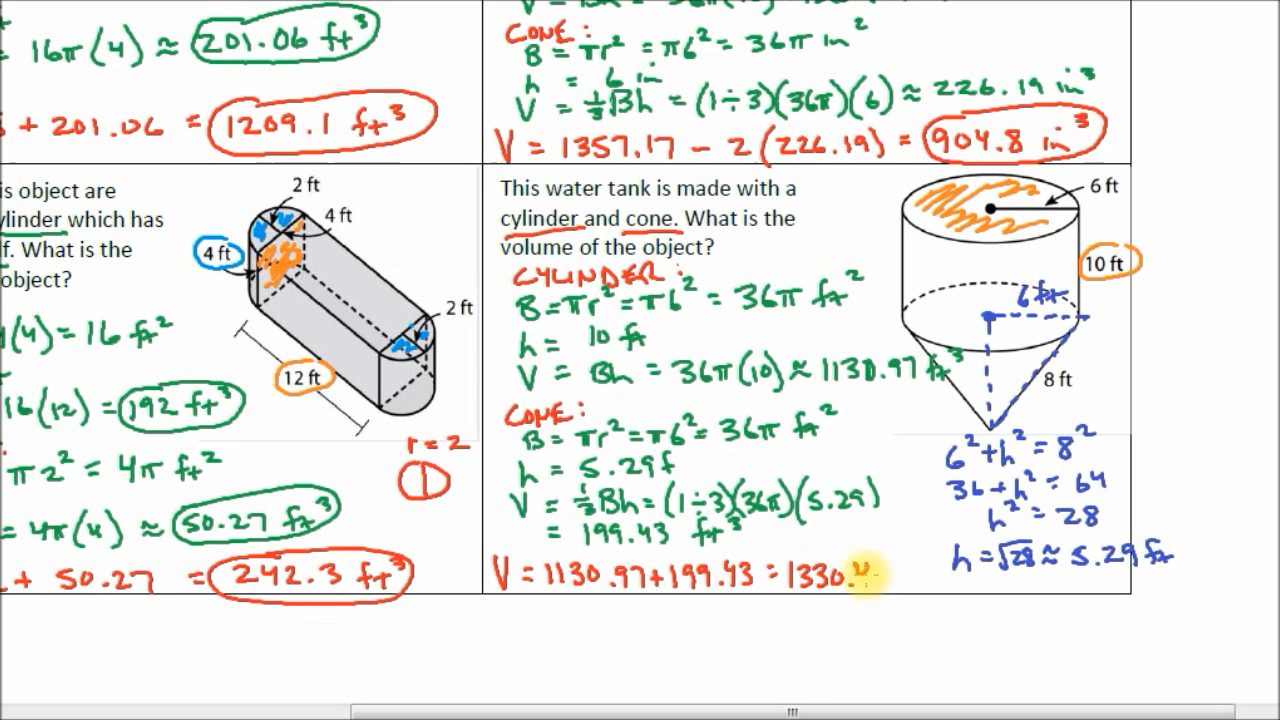 16π(4) ≈ 201.06 ft³
+ 201.06 = 1209.1 ft³
CONE:
B = πr² = π6² = 36π in²
h = 6 in
V = ⅓Bh = (1÷3)(36π)(6) ≈ 226.19 in³
V = 1357.17 - 2(226.19) = 904.8 in³
is object are
ylinder which has
lf. What is the
object?
2 ft
4 ft
4 ft
2 ft
12 ft
(4) = 16 ft²
16(12) = 192 ft³
r = 2
π2² = 4π ft²
= 4π(4) ≈ 50.27 ft³
+ 50.27 = 242.3 ft³
This water tank is made with a
cylinder and cone. What is the
volume of the object?
6 ft
10 ft
6 ft
8 ft
CYLINDER:
B = πr² = π6² = 36π ft²
h = 10 ft
V = Bh = 36π(10) ≈ 1130.97 ft³
CONE:
B = πr² = π6² = 36π ft²
h = 5.29 f
V = ⅓Bh = (1÷3)(36π)(5.29)
= 199.43 ft³
V = 1130.97 + 199.43 = 1330.
6² + h² = 8²
36 + h² = 64
h² = 28
h = √28 ≈ 5.29 ft